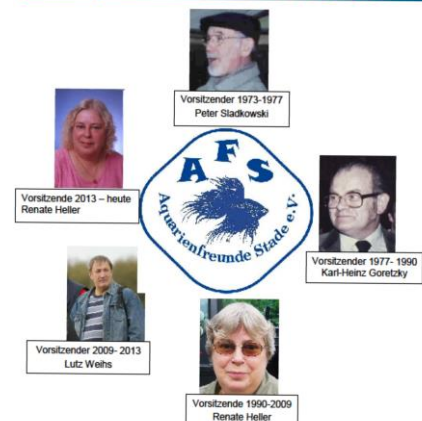 Vorsitzender 1973-1977
Peter Sladkowski
AFS
Aquarienfreunde Stade e.V.
Vorsitzende 2013 – heute
Renate Heller
Vorsitzender 1977- 1990
Karl-Heinz Goretzky
Vorsitzender 2009- 2013
Lutz Weihs
Vorsitzende 1990-2009
Renate Heller